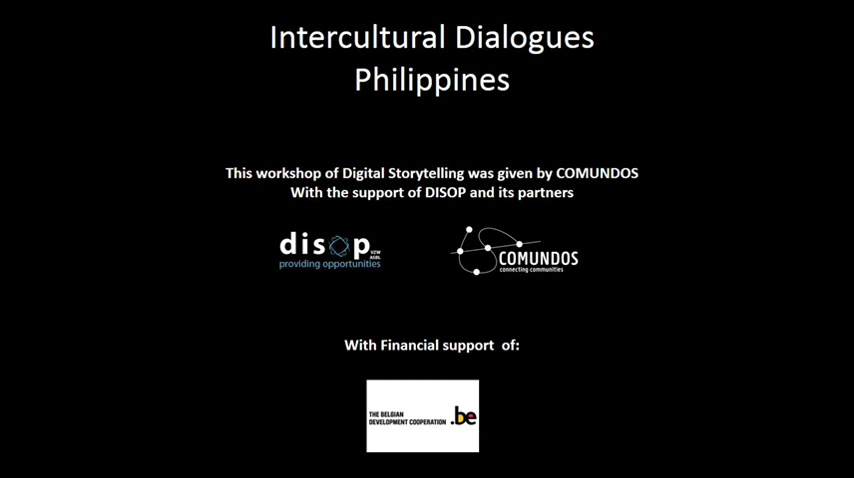 Intercultural Dialogues
Philippines
This workshop of Digital Storytelling was given by COMUNDOS
With the support of DISOP and its partners
disop
VZW
ASBL
providing opportunities
COMUNDOS
connecting communities
With Financial support of:
THE BELGIAN
DEVELOPMENT COOPERATION .be